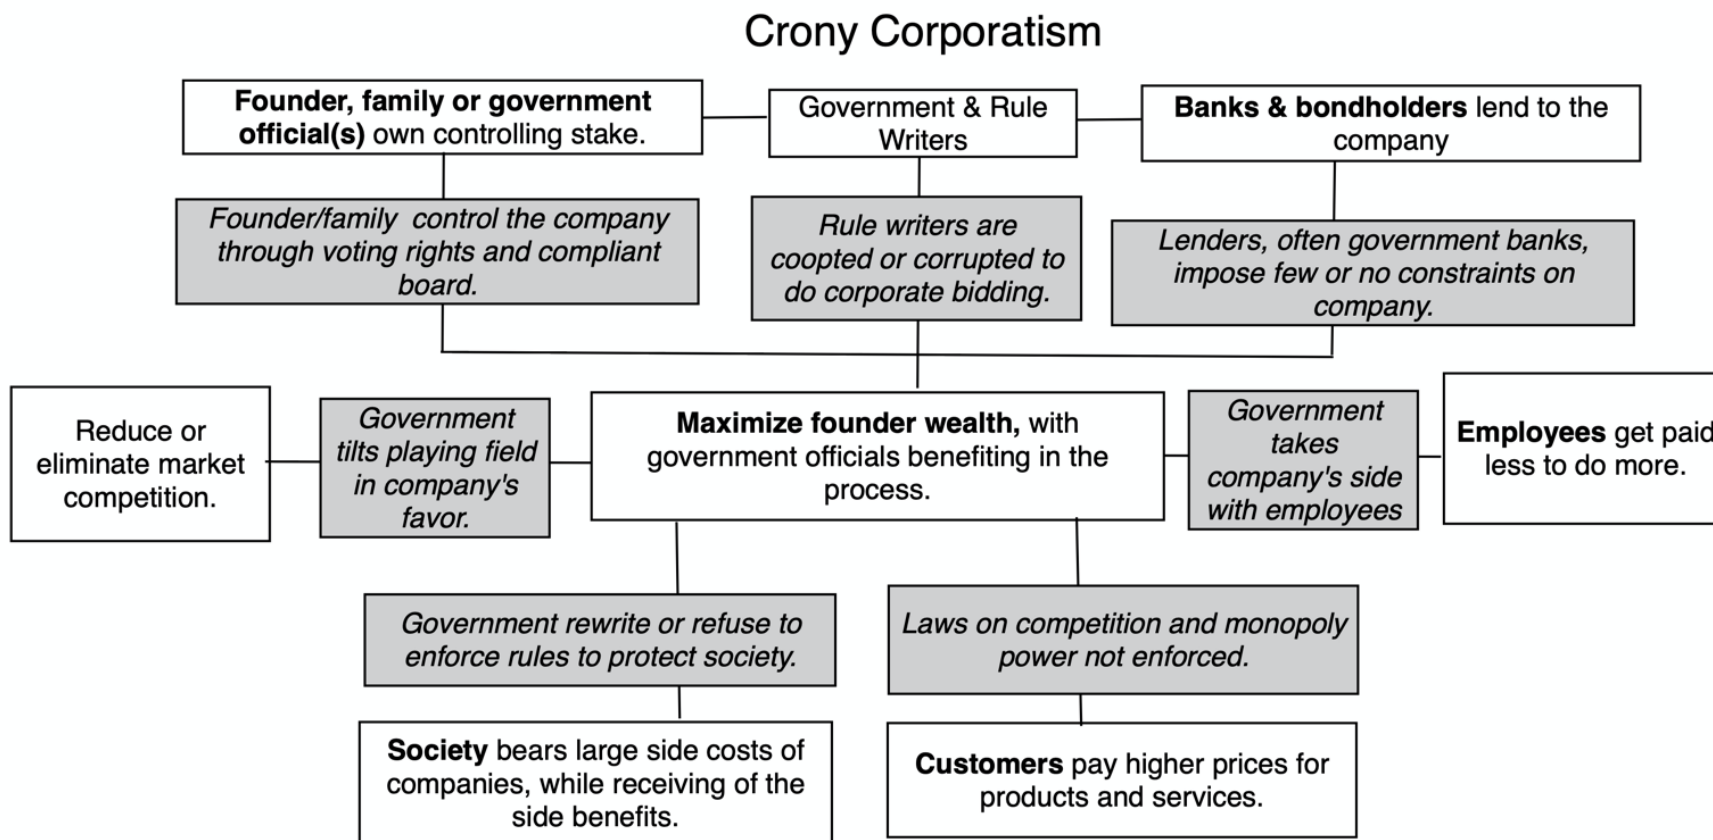 Crony Corporatism
Founder, family or government
official(s) own controlling stake.
Government & Rule
Writers
Banks & bondholders lend to the
company
Founder/family control the company
through voting rights and compliant
board.
Rule writers are
coopted or corrupted to
do corporate bidding.
Lenders, often government banks,
impose few or no constraints on
company.
Reduce or
eliminate market
competition.
Government
tilts playing field
in company's
favor.
Maximize founder wealth, with
government officials benefiting in the
process.
Government
takes
company's side
with employees
Employees get paid
less to do more.
Government rewrite or refuse to
enforce rules to protect society.
Laws on competition and monopoly
power not enforced.
Society bears large side costs of
companies, while receiving of the
side benefits.
Customers pay higher prices for
products and services.